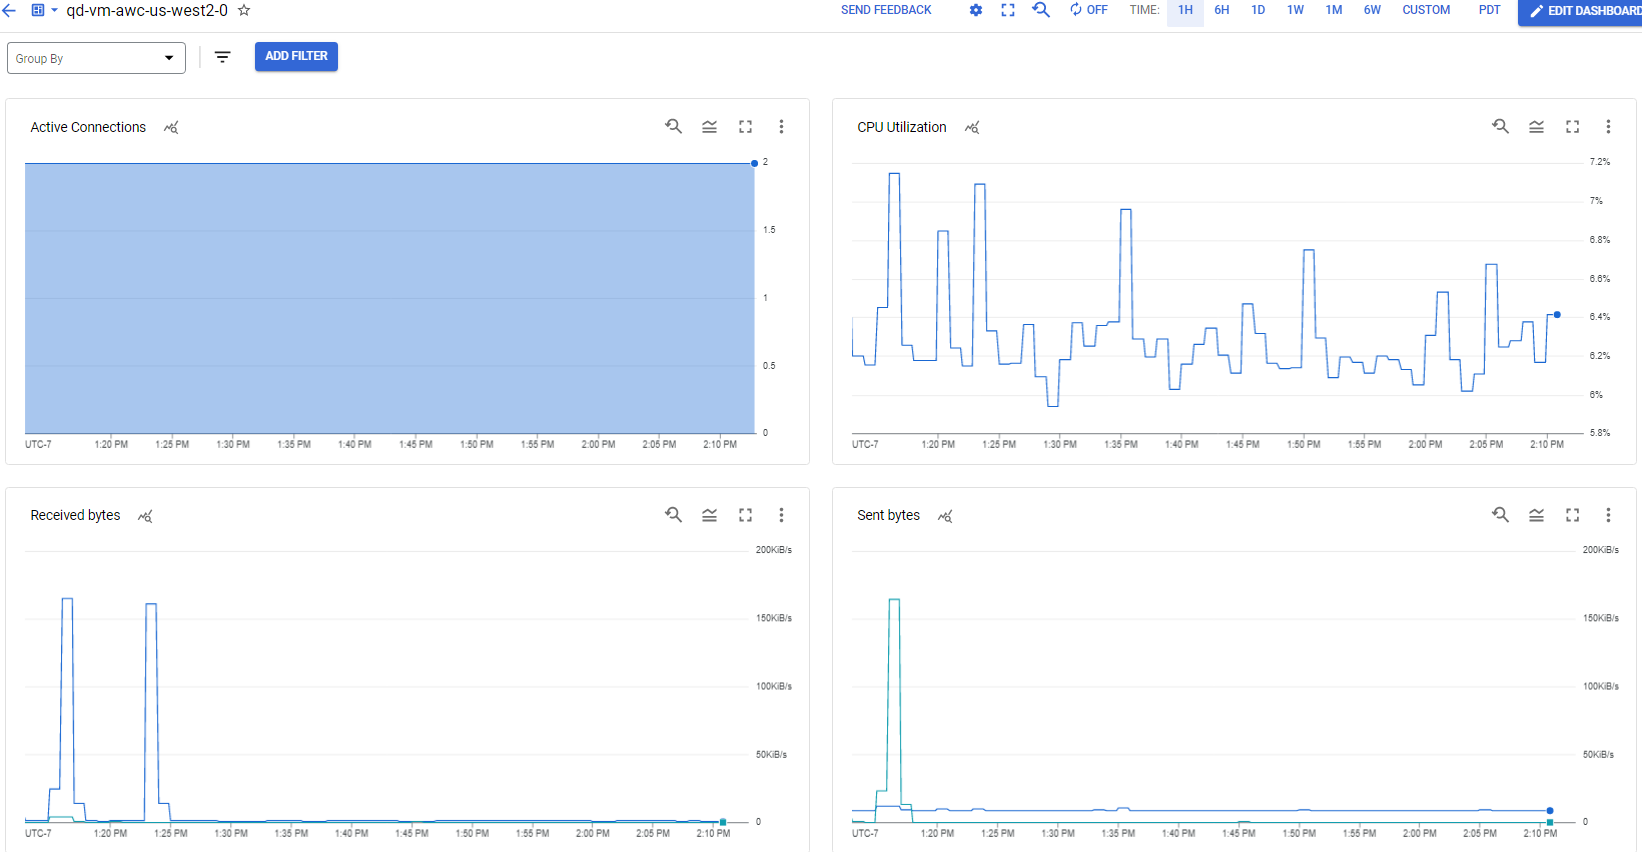 qd-vm-awc-us-west2-0 SEND FEEDBACK OFF TIME: 1H 6H 1D 1W 1M 6W CUSTOM PDT EDIT DASHBOARD
Group By ADD FILTER
Active Connections
2
1.5
1
0.5
0
UTC-7 1:20 PM 1:25 PM 1:30 PM 1:35 PM 1:40 PM 1:45 PM 1:50 PM 1:55 PM 2:00 PM 2:05 PM 2:10 PM
CPU Utilization
7.2%
7%
6.8%
6.6%
6.4%
6.2%
6%
5.8%
UTC-7 1:20 PM 1:25 PM 1:30 PM 1:35 PM 1:40 PM 1:45 PM 1:50 PM 1:55 PM 2:00 PM 2:05 PM 2:10 PM
Received bytes
200KiB/s
150KiB/s
100KiB/s
50KiB/s
0
UTC-7 1:20 PM 1:25 PM 1:30 PM 1:35 PM 1:40 PM 1:45 PM 1:50 PM 1:55 PM 2:00 PM 2:05 PM 2:10 PM
Sent bytes
200KiB/s
150KiB/s
100KiB/s
50KiB/s
0
UTC-7 1:20 PM 1:25 PM 1:30 PM 1:35 PM 1:40 PM 1:45 PM 1:50 PM 1:55 PM 2:00 PM 2:05 PM 2:10 PM